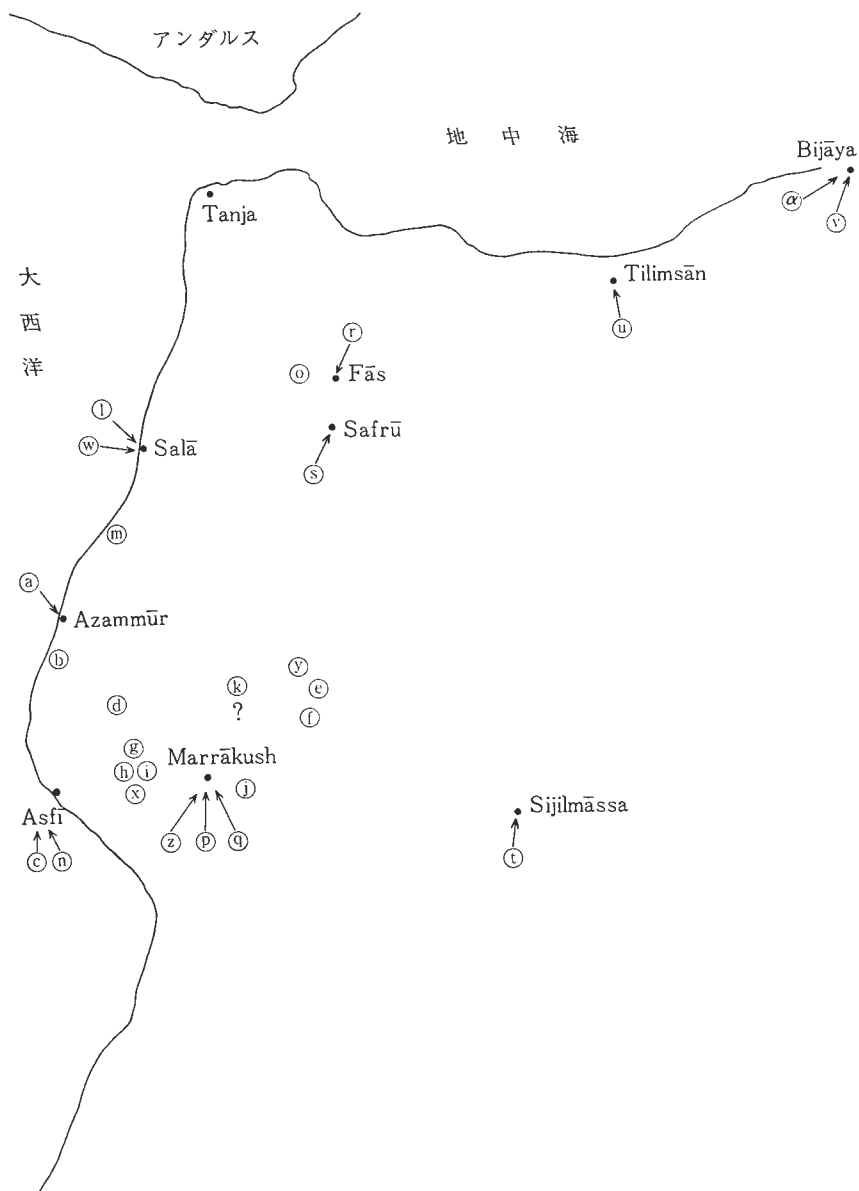 アンダルス
地中海
Bijāya
ⓐ
ⓥ
Tanja
大西洋
Tilimsān
ⓤ
ⓡ
ⓞ
Fās
ⓛ
Safrū
ⓦ
Salā
ⓢ
ⓜ
ⓐ
Azammūr
ⓑ
ⓨ
ⓚ
ⓔ
ⓓ
?
ⓕ
ⓖ
Marrākush
ⓗ ⓘ
ⓙ
ⓧ
Sijilmāssa
Asfī
ⓩ ⓟ ⓠ
ⓒ ⓝ
ⓣ